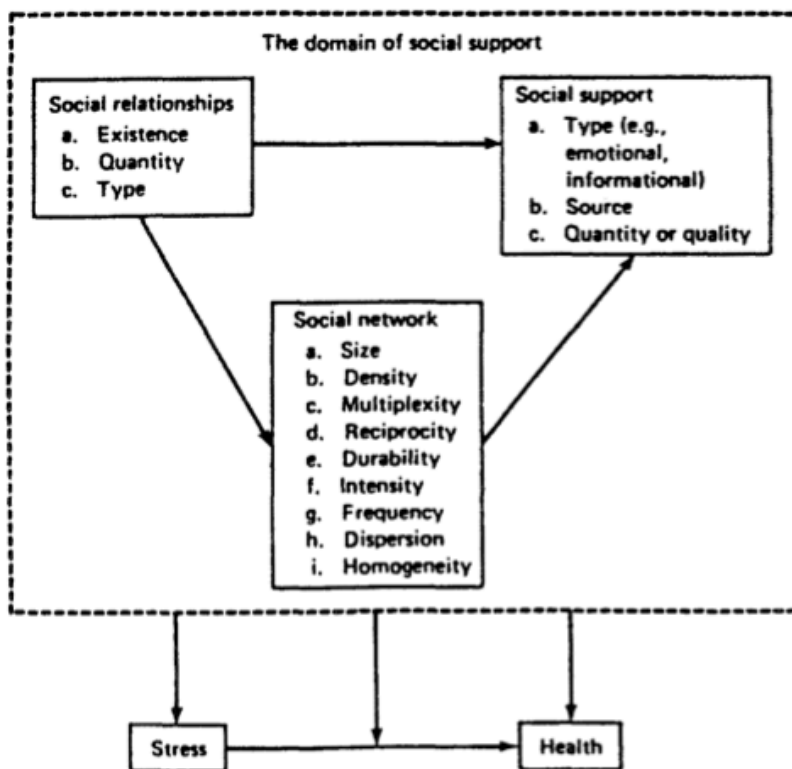 The domain of social support
Social relationships
a. Existence
b. Quantity
c. Type
Social support
a. Type (e.g.,
emotional,
informational)
b. Source
c. Quantity or quality
Social network
a. Size
b. Density
c. Multiplexity
d. Reciprocity
e. Durability
f. Intensity
g. Frequency
h. Dispersion
i. Homogeneity
Stress
Health